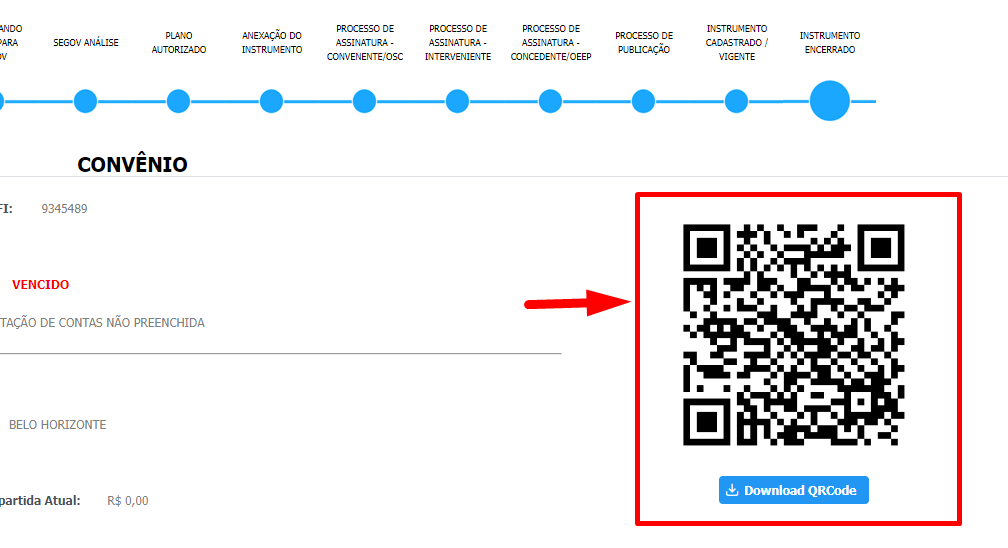 ANDO
PARA
OV
SEGOV ANÁLISE
PLANO
AUTORIZADO
ANEXAÇÃO DO
INSTRUMENTO
PROCESSO DE
ASSINATURA -
CONVENENTE/OSC
PROCESSO DE
ASSINATURA -
INTERVENIENTE
PROCESSO DE
ASSINATURA -
CONCEDENTE/OEEP
PROCESSO DE
PUBLICAÇÃO
INSTRUMENTO
CADASTRADO /
VIGENTE
INSTRUMENTO
ENCERRADO
CONVÊNIO
FI: 9345489
VENCIDO
TAÇÃO DE CONTAS NÃO PREENCHIDA
BELO HORIZONTE
partida Atual: R$ 0,00
Download QRCode